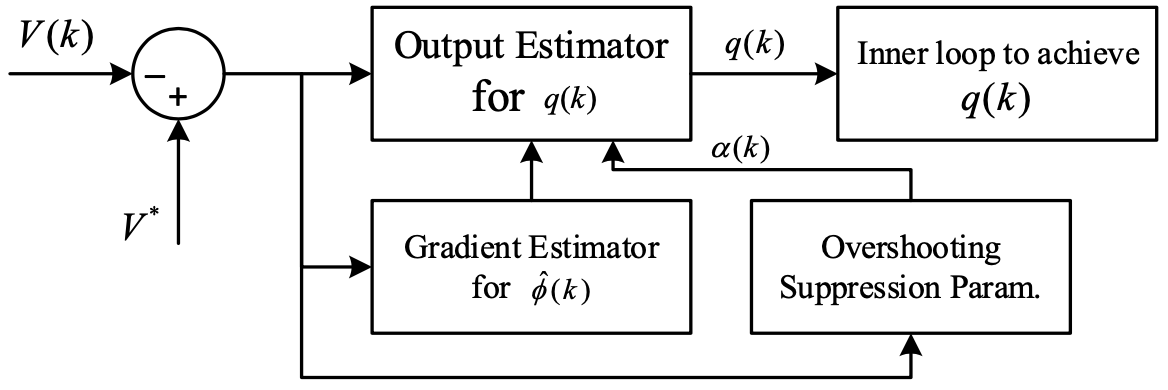 V(k)
−
+
V*
Output Estimator
for q(k)
q(k)
Inner loop to achieve
q(k)
α(k)
Gradient Estimator
for ϕ̂(k)
Overshooting
Suppression Param.